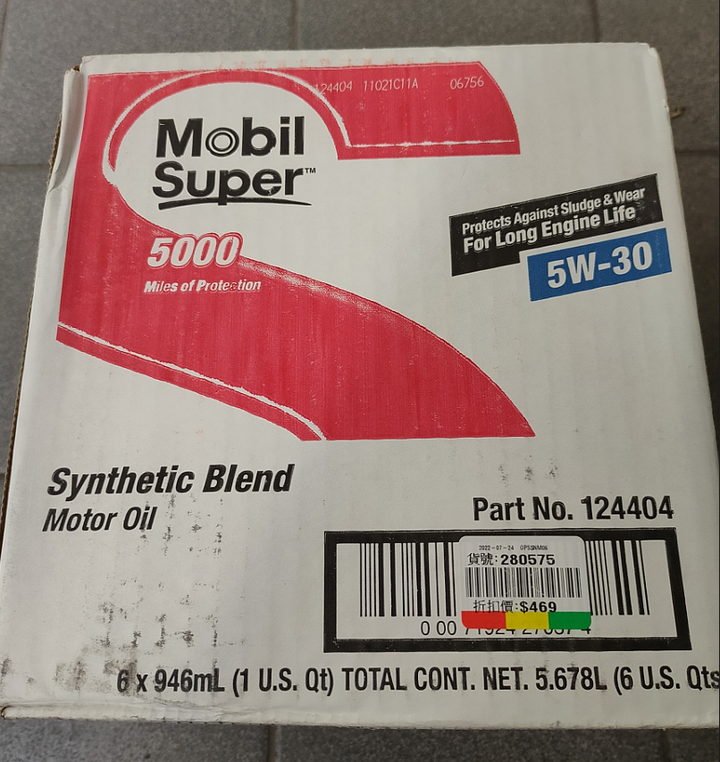 124404 11021C11A 06756
Mobil
Super™
5000
Miles of Protection
Protects Against Sludge & Wear
For Long Engine Life
5W-30
Synthetic Blend
Motor Oil
Part No. 124404
2022-07-24
貨號:280575
折扣價:$469
0 00
6 x 946mL (1 U.S. Qt) TOTAL CONT. NET. 5.678L (6 U.S. Qts